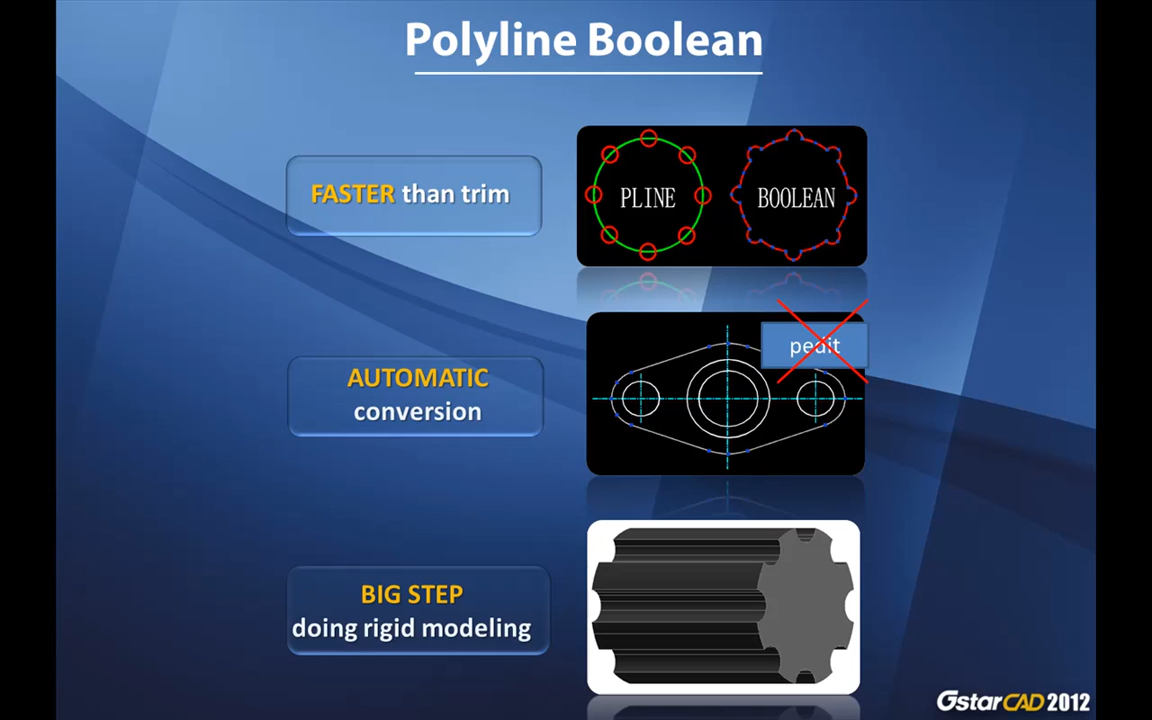 Polyline Boolean
FASTER than trim
PLINE
BOOLEAN
AUTOMATIC
conversion
pedit
BIG STEP
doing rigid modeling
GstarCAD 2012